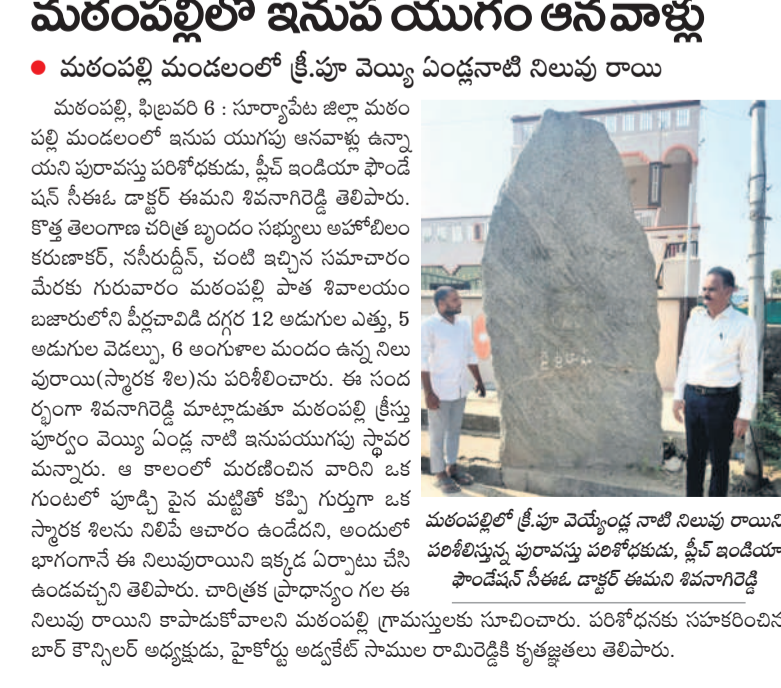 మఠంపల్లిలో ఇనుప యుగం ఆనవాళ్లు
మఠంపల్లి మండలంలో క్రీ.పూ వెయ్యి ఏండ్లనాటి నిలువు రాయి
మఠంపల్లి, ఫిబ్రవరి 6 : సూర్యాపేట జిల్లా మఠం
పల్లి మండలంలో ఇనుప యుగపు ఆనవాళ్లు ఉన్నా
యని పురావస్తు పరిశోధకుడు, ప్లీచ్ ఇండియా ఫౌండే
షన్ సీఈఓ డాక్టర్ ఈమని శివనాగిరెడ్డి తెలిపారు.
కొత్త తెలంగాణ చరిత్ర బృందం సభ్యులు అహోబిలం
కరుణాకర్, నసీరుద్దీన్, చంటి ఇచ్చిన సమాచారం
మేరకు గురువారం మఠంపల్లి పాత శివాలయం
బజారులోని పీర్లచావిడి దగ్గర 12 అడుగుల ఎత్తు, 5
అడుగుల వెడల్పు, 6 అంగుళాల మందం ఉన్న నిలు
వురాయి(స్మారక శిల)ను పరిశీలించారు. ఈ సంద
ర్భంగా శివనాగిరెడ్డి మాట్లాడుతూ మఠంపల్లి క్రీస్తు
పూర్వం వెయ్యి ఏండ్ల నాటి ఇనుపయుగపు స్థావర
మన్నారు. ఆ కాలంలో మరణించిన వారిని ఒక
గుంటలో పూడ్చి పైన మట్టితో కప్పి గుర్తుగా ఒక
స్మారక శిలను నిలిపే ఆచారం ఉండేదని, అందులో
భాగంగానే ఈ నిలువురాయిని ఇక్కడ ఏర్పాటు చేసి
ఉండవచ్చని తెలిపారు. చారిత్రక ప్రాధాన్యం గల ఈ
నిలువు రాయిని కాపాడుకోవాలని మఠంపల్లి గ్రామస్తులకు సూచించారు. పరిశోధనకు సహకరించిన
బార్ కౌన్సిలర్ అధ్యక్షుడు, హైకోర్టు అడ్వకేట్ సాముల రామిరెడ్డికి కృతజ్ఞతలు తెలిపారు.
మఠంపల్లిలో క్రీ.పూ వెయ్యేండ్ల నాటి నిలువు రాయిని
పరిశీలిస్తున్న పురావస్తు పరిశోధకుడు, ప్లీచ్ ఇండియా
ఫౌండేషన్ సీఈఓ డాక్టర్ ఈమని శివనాగిరెడ్డి